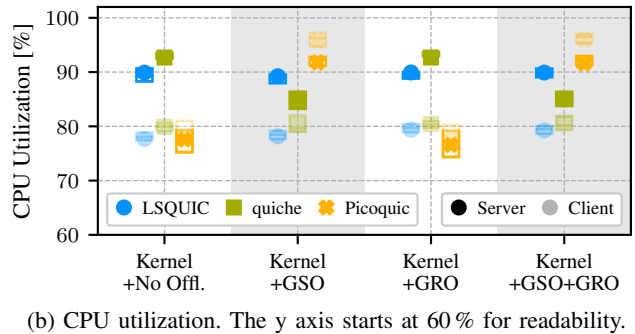 CPU Utilization [%]
100
90
80
70
60
LSQUIC quiche Picoquic
Server Client
Kernel
+No Offl.
Kernel
+GSO
Kernel
+GRO
Kernel
+GSO+GRO
(b) CPU utilization. The y axis starts at 60 % for readability.